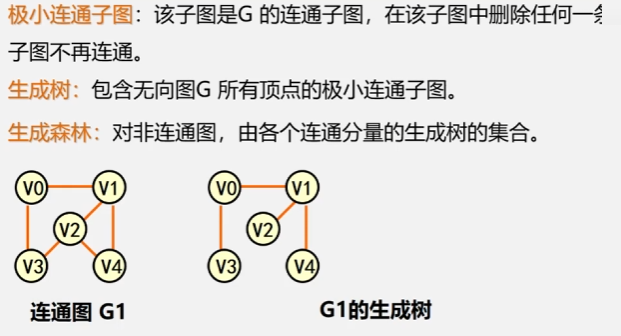 极小连通子图：该子图是G 的连通子图，在该子图中删除任何一条
子图不再连通。
生成树：包含无向图G 所有顶点的极小连通子图。
生成森林：对非连通图，由各个连通分量的生成树的集合。
V0 V1 V0 V1
V2 V2
V3 V4 V3 V4
连通图 G1 G1的生成树